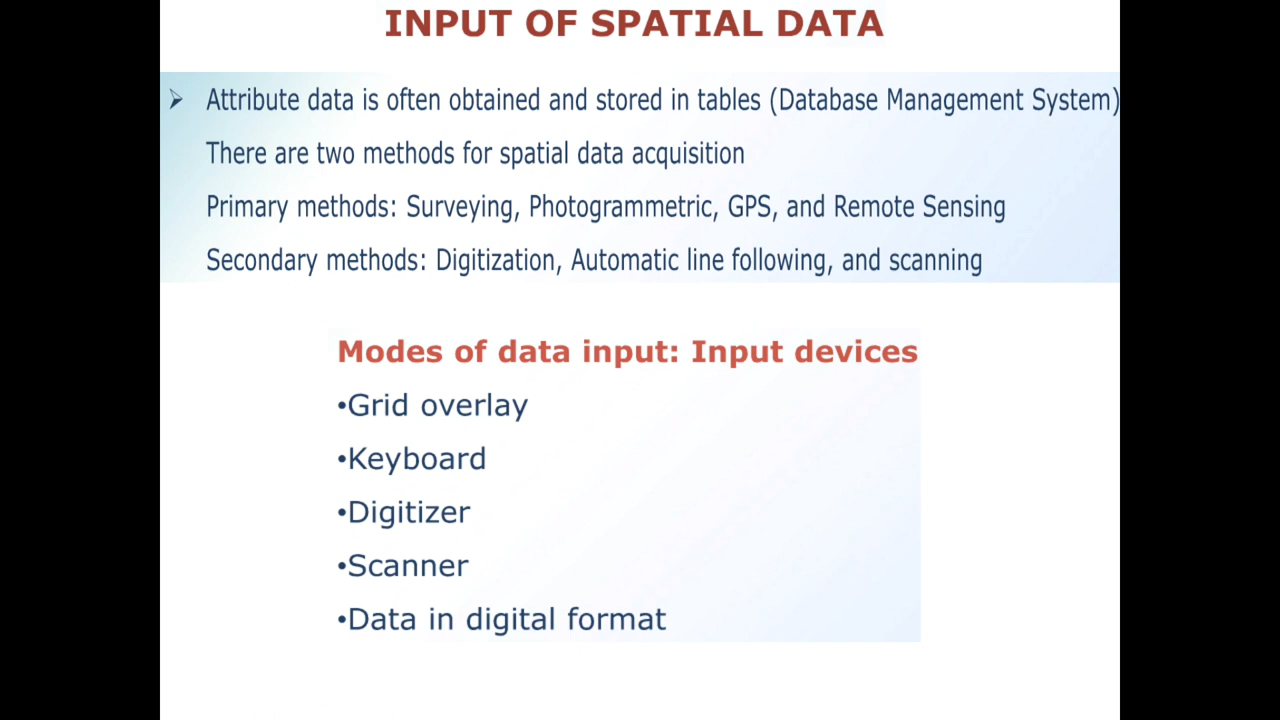 INPUT OF SPATIAL DATA
➢ Attribute data is often obtained and stored in tables (Database Management System)
There are two methods for spatial data acquisition
Primary methods: Surveying, Photogrammetric, GPS, and Remote Sensing
Secondary methods: Digitization, Automatic line following, and scanning
Modes of data input: Input devices
•Grid overlay
•Keyboard
•Digitizer
•Scanner
•Data in digital format